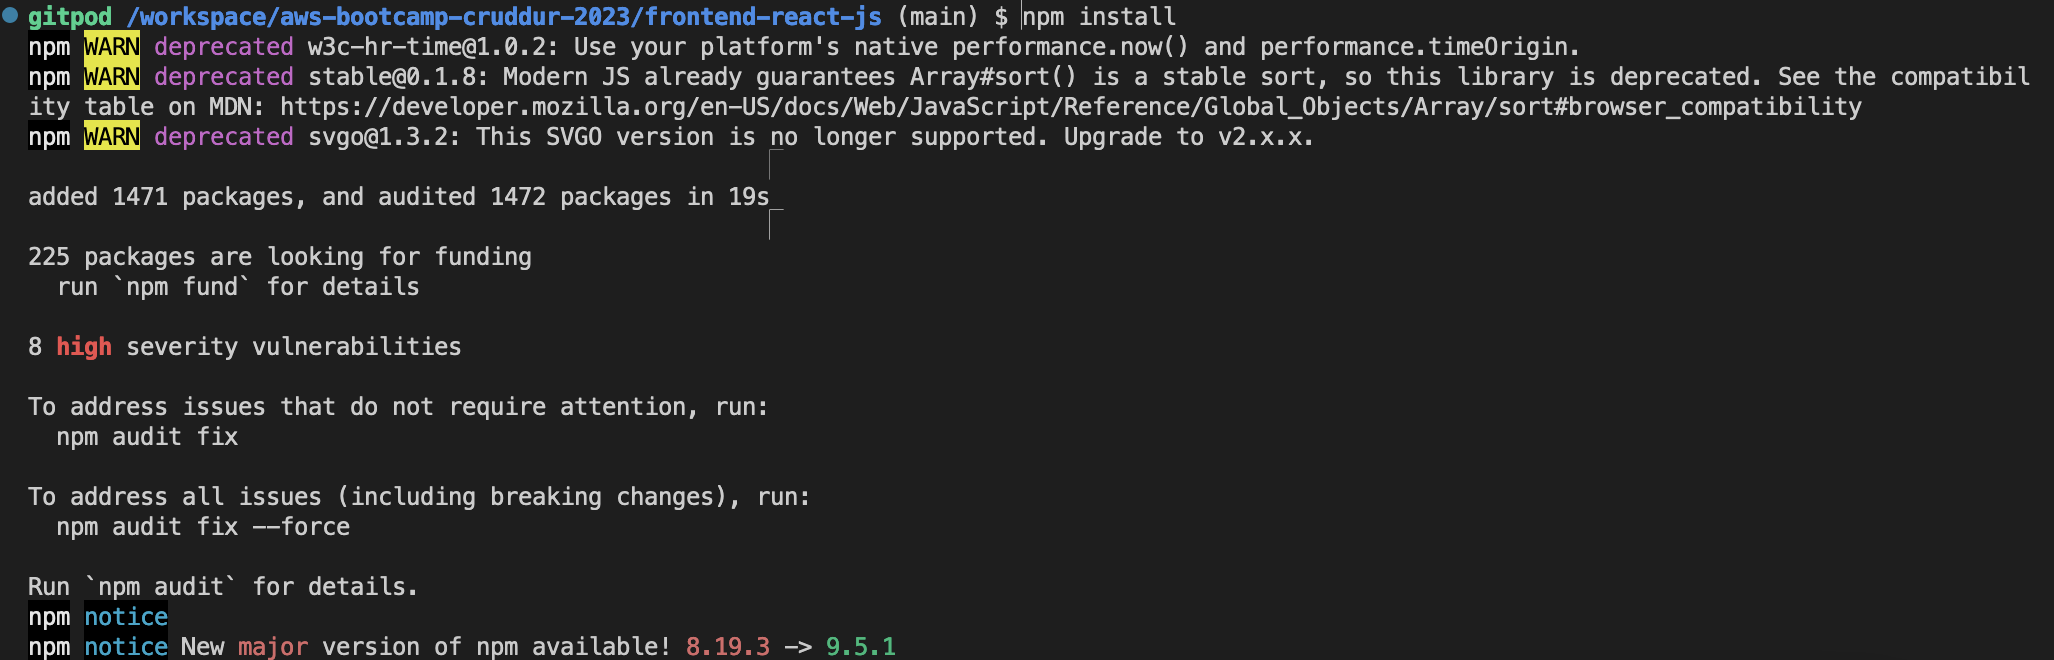 gitpod /workspace/aws-bootcamp-cruddur-2023/frontend-react-js (main) $ npm install
npm WARN deprecated w3c-hr-time@1.0.2: Use your platform's native performance.now() and performance.timeOrigin.
npm WARN deprecated stable@0.1.8: Modern JS already guarantees Array#sort() is a stable sort, so this library is deprecated. See the compatibil
ity table on MDN: https://developer.mozilla.org/en-US/docs/Web/JavaScript/Reference/Global_Objects/Array/sort#browser_compatibility
npm WARN deprecated svgo@1.3.2: This SVGO version is no longer supported. Upgrade to v2.x.x.
added 1471 packages, and audited 1472 packages in 19s
225 packages are looking for funding
run `npm fund` for details
8 high severity vulnerabilities
To address issues that do not require attention, run:
npm audit fix
To address all issues (including breaking changes), run:
npm audit fix --force
Run `npm audit` for details.
npm notice
npm notice New major version of npm available! 8.19.3 -> 9.5.1